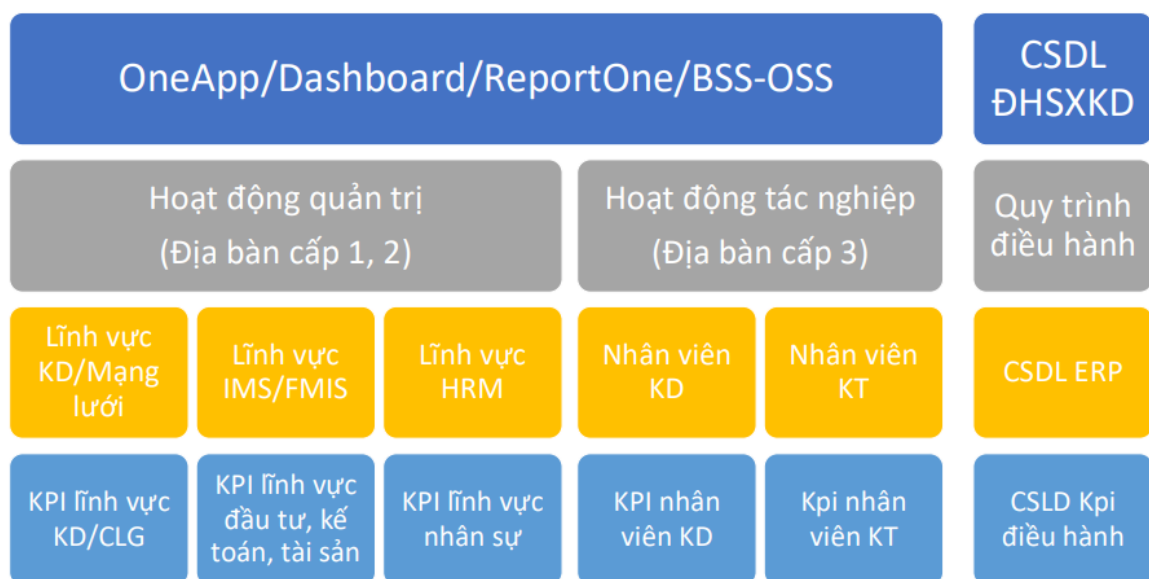 OneApp/Dashboard/ReportOne/BSS-OSS
CSDL
ĐHSXKD
Hoạt động quản trị
(Địa bàn cấp 1, 2)
Hoạt động tác nghiệp
(Địa bàn cấp 3)
Quy trình
điều hành
Lĩnh vực
KD/Mạng
lưới
Lĩnh vực
IMS/FMIS
Lĩnh vực
HRM
Nhân viên
KD
Nhân viên
KT
CSDL ERP
KPI lĩnh vực
KD/CLG
KPI lĩnh vực
đầu tư, kế
toán, tài sản
KPI lĩnh vực
nhân sự
KPI nhân
viên KD
Kpi nhân
viên KT
CSLD Kpi
điều hành